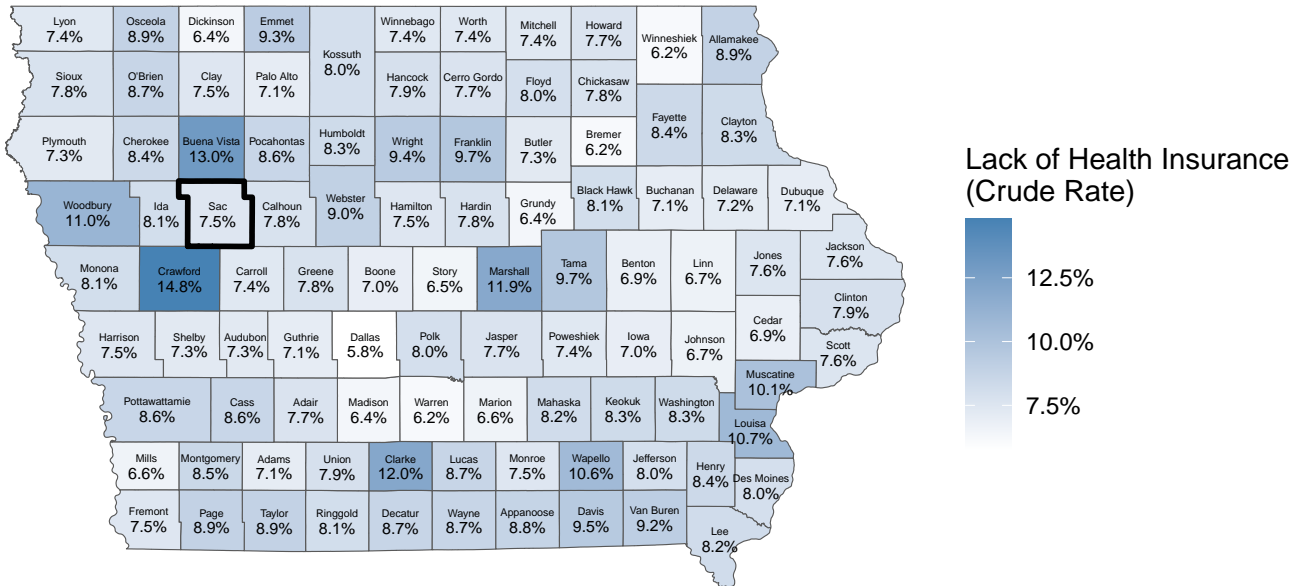 Lyon
7.4%
Osceola
8.9%
Dickinson
6.4%
Emmet
9.3%
Kossuth
8.0%
Winnebago
7.4%
Worth
7.4%
Mitchell
7.4%
Howard
7.7%
Winneshiek
6.2%
Allamakee
8.9%
Sioux
7.8%
O'Brien
8.7%
Clay
7.5%
Palo Alto
7.1%
Hancock
7.9%
Cerro Gordo
7.7%
Floyd
8.0%
Chickasaw
7.8%
Fayette
8.4%
Clayton
8.3%
Plymouth
7.3%
Cherokee
8.4%
Buena Vista
13.0%
Pocahontas
8.6%
Humboldt
8.3%
Wright
9.4%
Franklin
9.7%
Butler
7.3%
Bremer
6.2%
Woodbury
11.0%
Ida
8.1%
Sac
7.5%
Calhoun
7.8%
Webster
9.0%
Hamilton
7.5%
Hardin
7.8%
Grundy
6.4%
Black Hawk
8.1%
Buchanan
7.1%
Delaware
7.2%
Dubuque
7.1%
Monona
8.1%
Crawford
14.8%
Carroll
7.4%
Greene
7.8%
Boone
7.0%
Story
6.5%
Marshall
11.9%
Tama
9.7%
Benton
6.9%
Linn
6.7%
Jones
7.6%
Jackson
7.6%
Clinton
7.9%
Harrison
7.5%
Shelby
7.3%
Audubon
7.3%
Guthrie
7.1%
Dallas
5.8%
Polk
8.0%
Jasper
7.7%
Poweshiek
7.4%
Iowa
7.0%
Johnson
6.7%
Cedar
6.9%
Scott
7.6%
Muscatine
10.1%
Pottawattamie
8.6%
Cass
8.6%
Adair
7.7%
Madison
6.4%
Warren
6.2%
Marion
6.6%
Mahaska
8.2%
Keokuk
8.3%
Washington
8.3%
Louisa
10.7%
Mills
6.6%
Montgomery
8.5%
Adams
7.1%
Union
7.9%
Clarke
12.0%
Lucas
8.7%
Monroe
7.5%
Wapello
10.6%
Jefferson
8.0%
Henry
8.4%
Des Moines
8.0%
Fremont
7.5%
Page
8.9%
Taylor
8.9%
Ringgold
8.1%
Decatur
8.7%
Wayne
8.7%
Appanoose
8.8%
Davis
9.5%
Van Buren
9.2%
Lee
8.2%
Lack of Health Insurance
(Crude Rate)
12.5%
10.0%
7.5%